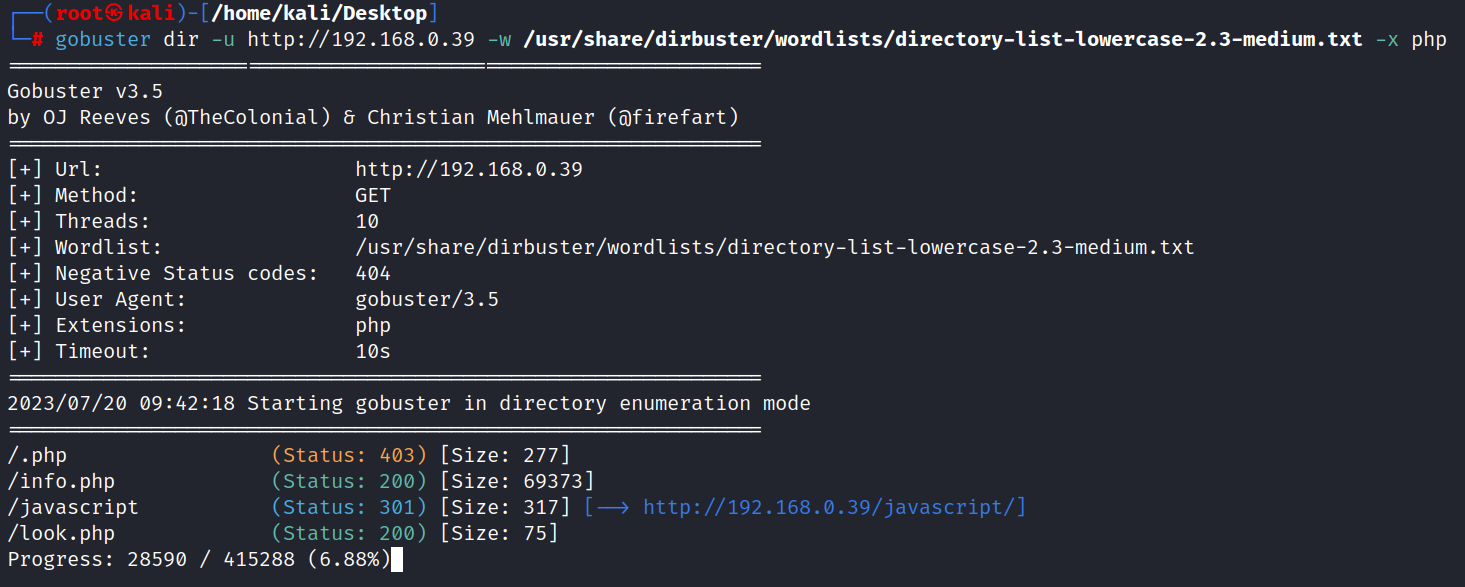 ┌──(root㉿kali)-[/home/kali/Desktop]
└─# gobuster dir -u http://192.168.0.39 -w /usr/share/dirbuster/wordlists/directory-list-lowercase-2.3-medium.txt -x php
===============================================================
Gobuster v3.5
by OJ Reeves (@TheColonial) & Christian Mehlmauer (@firefart)
===============================================================
[+] Url:                     http://192.168.0.39
[+] Method:                  GET
[+] Threads:                 10
[+] Wordlist:                /usr/share/dirbuster/wordlists/directory-list-lowercase-2.3-medium.txt
[+] Negative Status codes:   404
[+] User Agent:              gobuster/3.5
[+] Extensions:              php
[+] Timeout:                 10s
===============================================================
2023/07/20 09:42:18 Starting gobuster in directory enumeration mode
===============================================================
/.php                 (Status: 403) [Size: 277]
/info.php             (Status: 200) [Size: 69373]
/javascript           (Status: 301) [Size: 317] [--> http://192.168.0.39/javascript/]
/look.php             (Status: 200) [Size: 75]
Progress: 28590 / 415288 (6.88%)